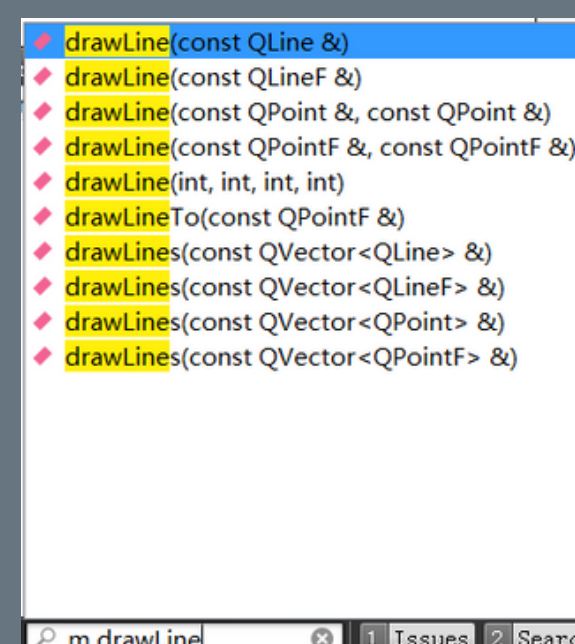 drawLine(const QLine &)
drawLine(const QLineF &)
drawLine(const QPoint &, const QPoint &)
drawLine(const QPointF &, const QPointF &)
drawLine(int, int, int, int)
drawLineTo(const QPointF &)
drawLines(const QVector<QLine> &)
drawLines(const QVector<QLineF> &)
drawLines(const QVector<QPoint> &)
drawLines(const QVector<QPointF> &)
m drawLine 1 Issues 2 Searc